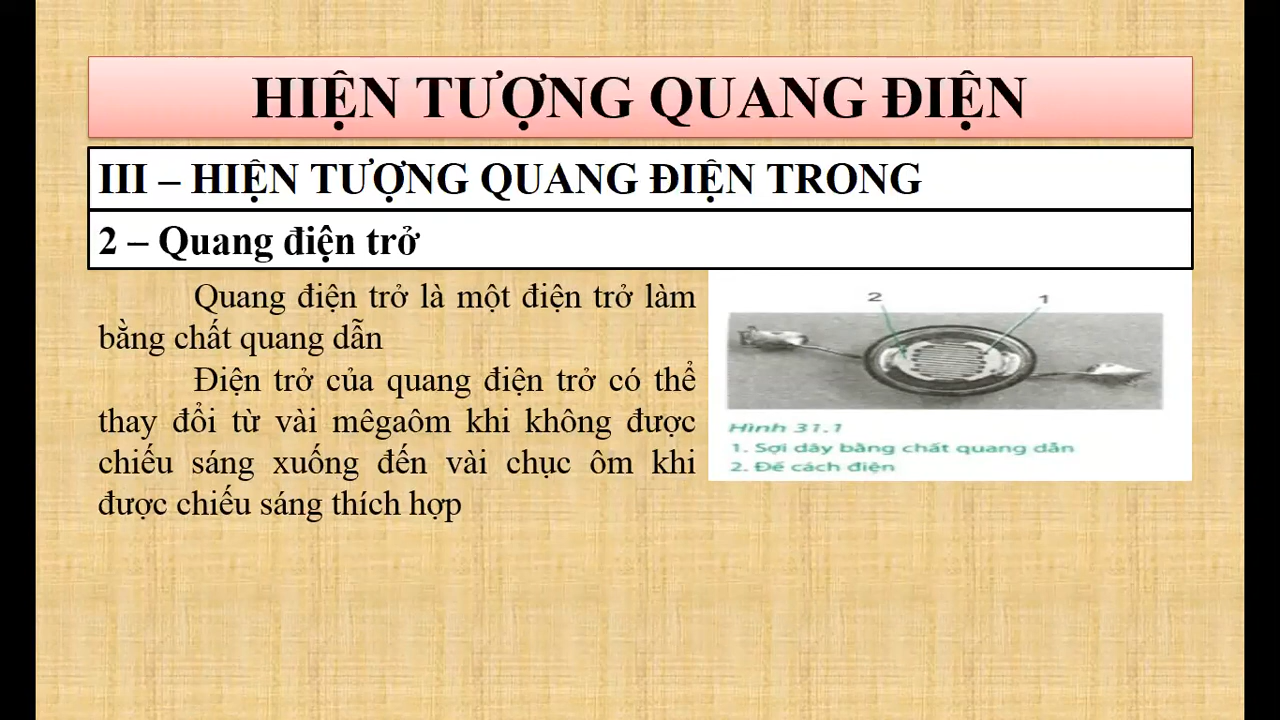 HIỆN TƯỢNG QUANG ĐIỆN
III – HIỆN TƯỢNG QUANG ĐIỆN TRONG
2 – Quang điện trở
Quang điện trở là một điện trở làm
bằng chất quang dẫn
Điện trở của quang điện trở có thể
thay đổi từ vài mêgaôm khi không được
chiếu sáng xuống đến vài chục ôm khi
được chiếu sáng thích hợp
2 1
Hình 31.1
1. Sợi dây bằng chất quang dẫn
2. Đế cách điện